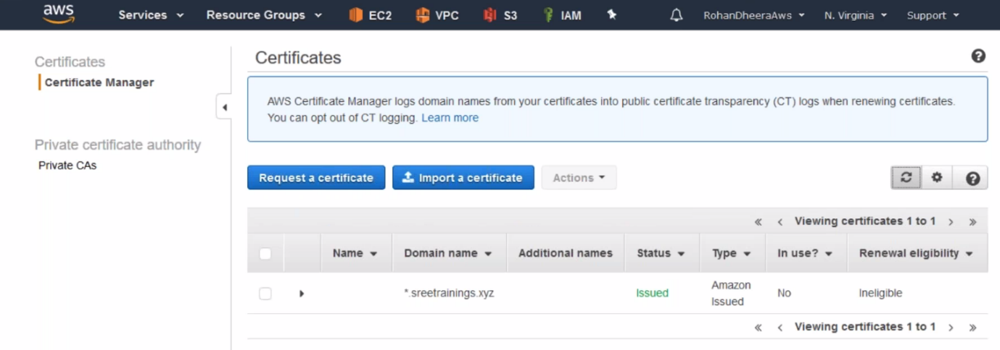 aws Services Resource Groups EC2 VPC S3 IAM RohanDheeraAws N. Virginia Support
Certificates
Certificate Manager
Private certificate authority
Private CAs
Certificates
AWS Certificate Manager logs domain names from your certificates into public certificate transparency (CT) logs when renewing certificates.
You can opt out of CT logging. Learn more
Request a certificate Import a certificate Actions
« < Viewing certificates 1 to 1 > »
Name Domain name Additional names Status Type In use? Renewal eligibility
*.sreetrainings.xyz Issued Amazon Issued No Ineligible
« < Viewing certificates 1 to 1 > »